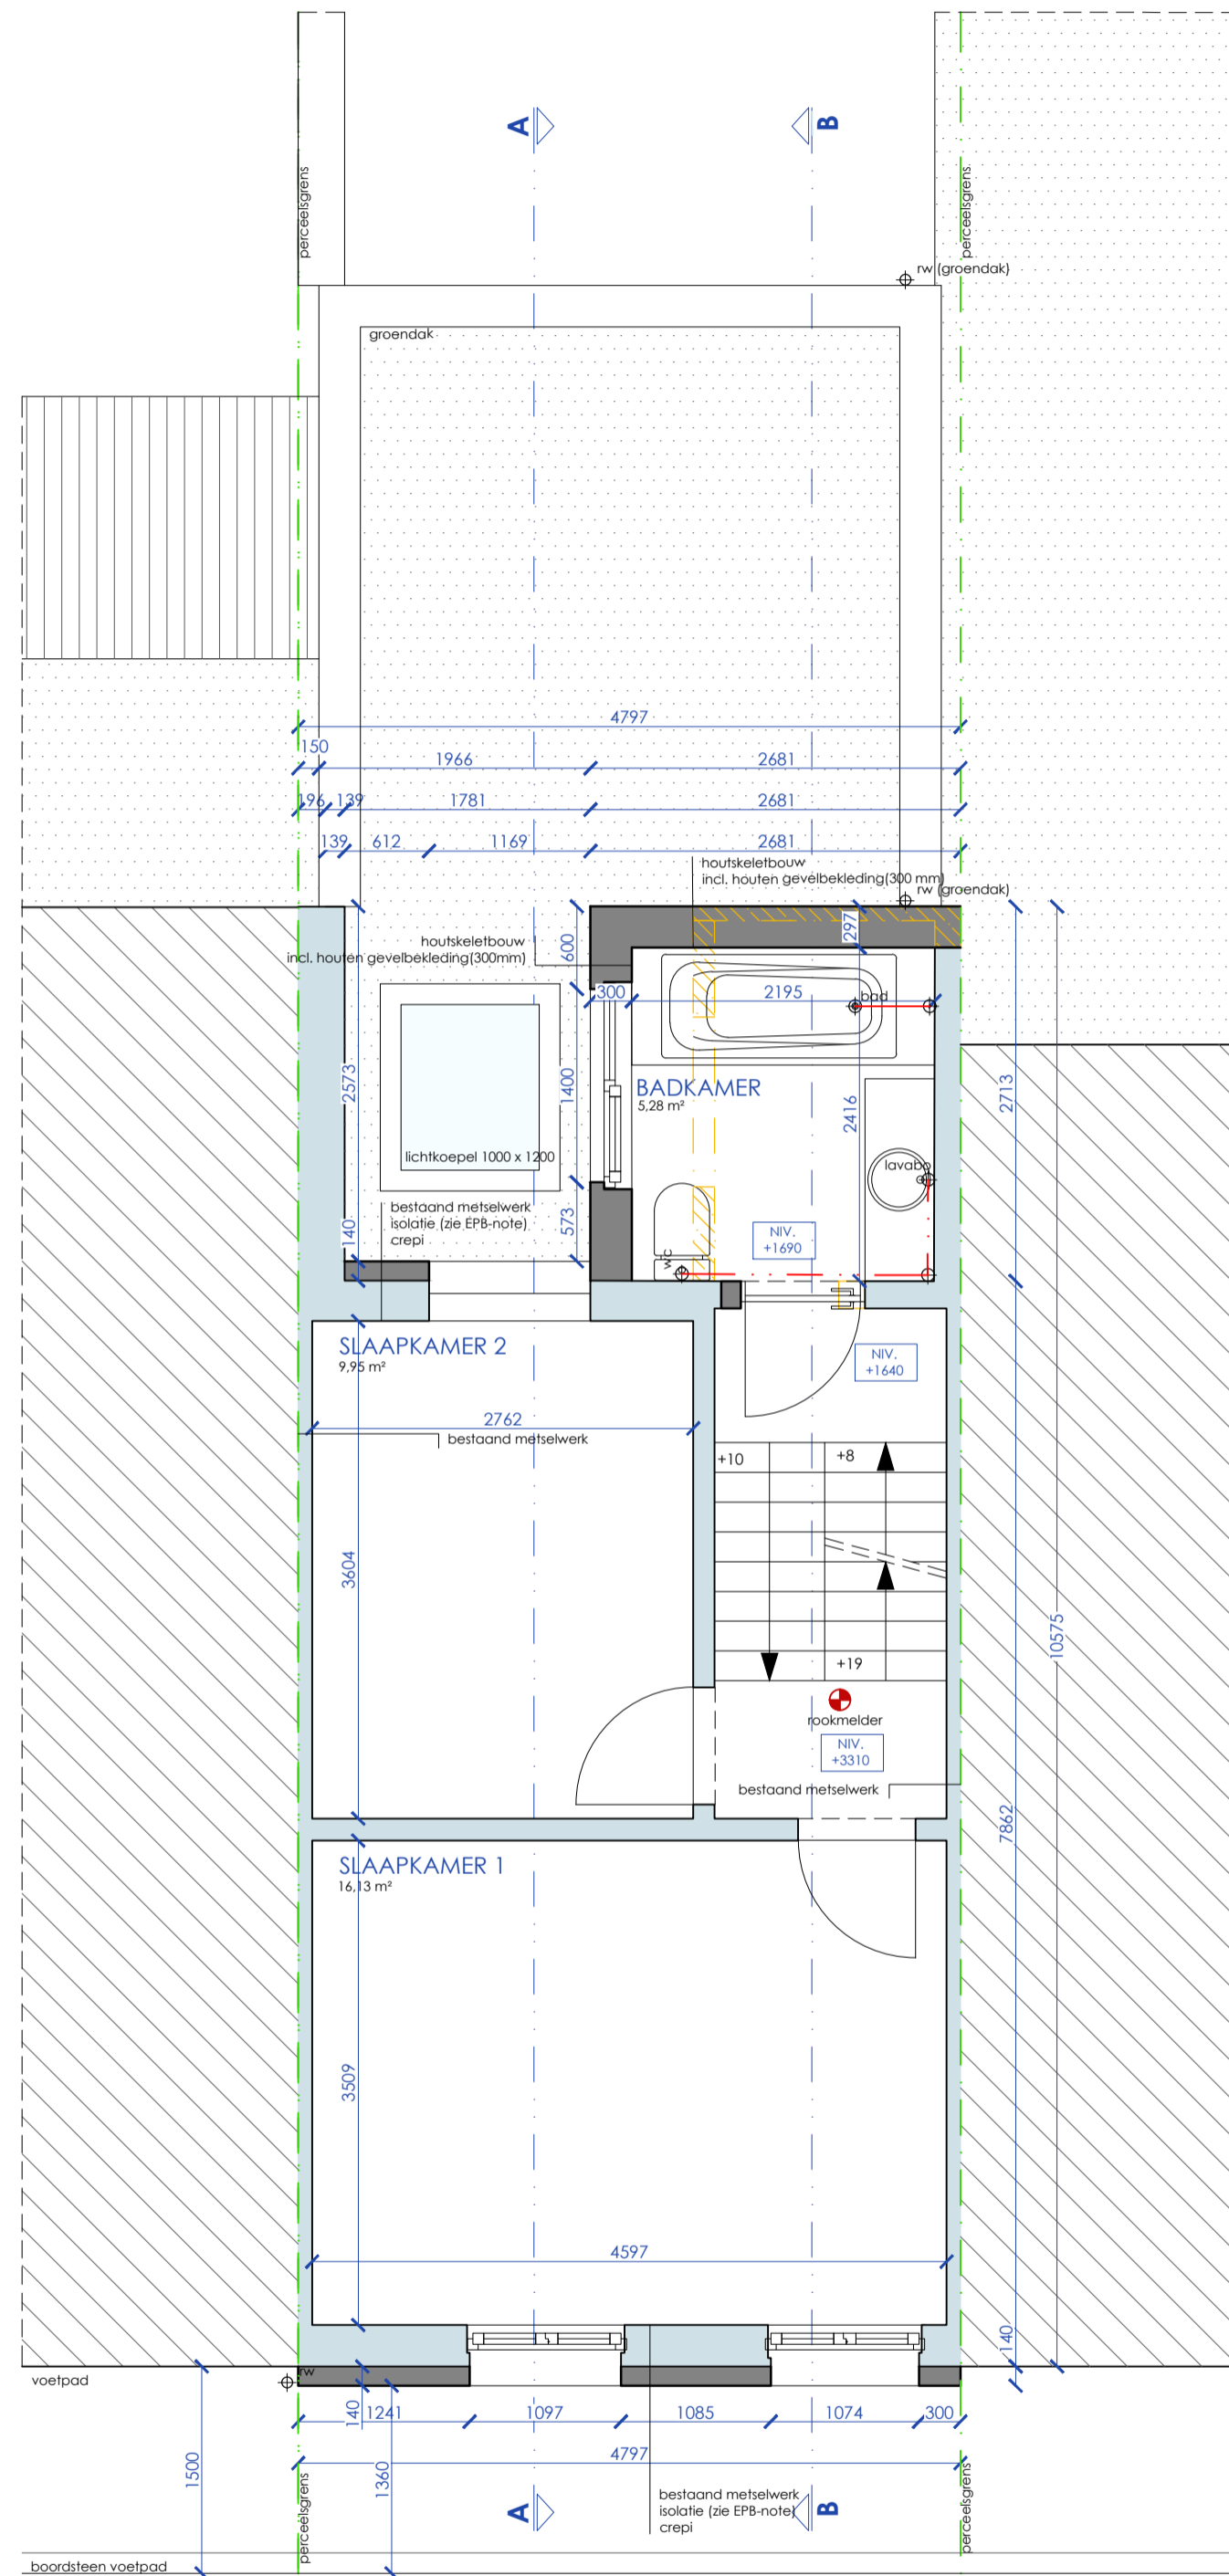 A
B
perceelsgrens
perceelsgrens
rw (groendak)
groendak
4797
150
1966
2681
196
139
1781
2681
139
612
1169
2681
houtskeletbouw
incl. houten gevelbekleding(300 mm)
rw (groendak)
houtskeletbouw
incl. houten gevelbekleding(300mm)
600
297
300
2195
bad
2573
1400
BADKAMER
5,28 m²
2416
2713
lichtkoepel 1000 x 1200
lavabo
bestaand metselwerk
isolatie (zie EPB-note)
crepi
140
573
wc
NIV.
+1690
SLAAPKAMER 2
9,95 m²
NIV.
+1640
2762
bestaand metselwerk
+10
+8
3604
10575
+19
rookmelder
NIV.
+3310
bestaand metselwerk
7862
SLAAPKAMER 1
16,13 m²
3509
4597
140
voetpad
rw
140
1241
1097
1085
1074
300
4797
1500
1360
perceelsgrens
A
bestaand metselwerk
isolatie (zie EPB-note)
crepi
B
perceelsgrens
boordsteen voetpad